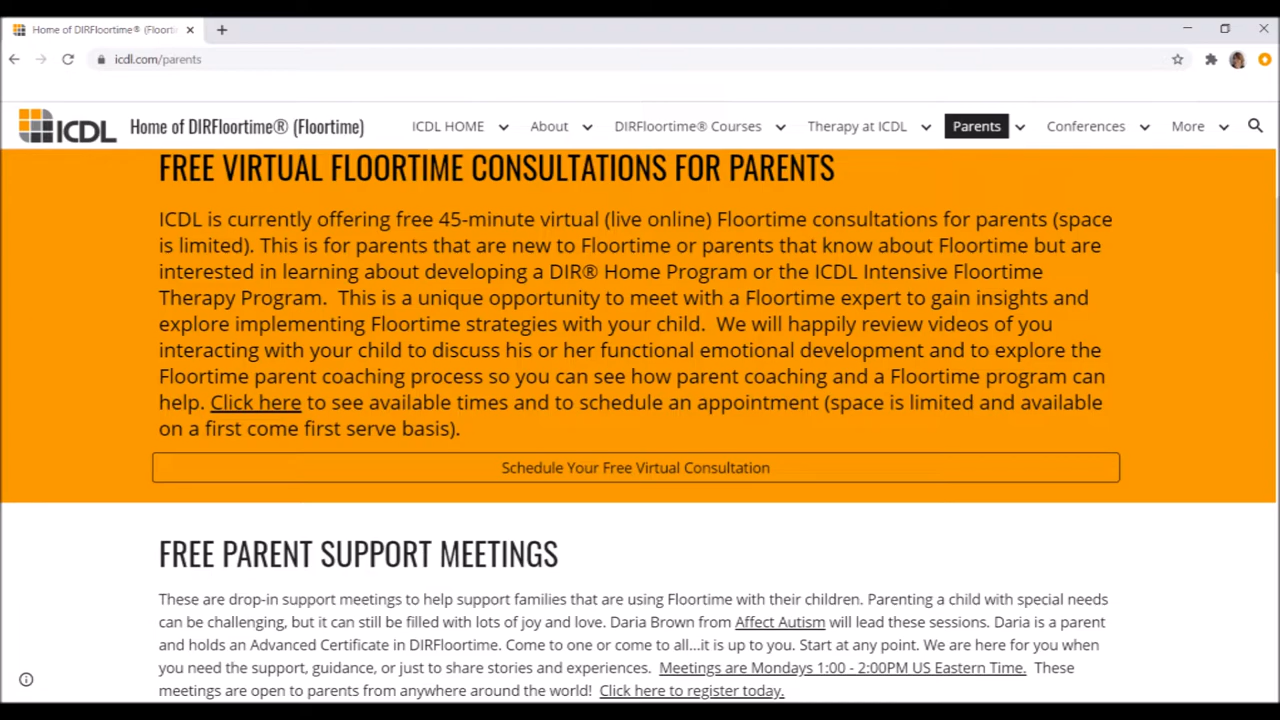 Home of DIRFloortime® (Floorti
icdl.com/parents
ICDL Home of DIRFloortime® (Floortime) ICDL HOME About DIRFloortime® Courses Therapy at ICDL Parents Conferences More
FREE VIRTUAL FLOORTIME CONSULTATIONS FOR PARENTS
ICDL is currently offering free 45-minute virtual (live online) Floortime consultations for parents (space
is limited). This is for parents that are new to Floortime or parents that know about Floortime but are
interested in learning about developing a DIR® Home Program or the ICDL Intensive Floortime
Therapy Program. This is a unique opportunity to meet with a Floortime expert to gain insights and
explore implementing Floortime strategies with your child. We will happily review videos of you
interacting with your child to discuss his or her functional emotional development and to explore the
Floortime parent coaching process so you can see how parent coaching and a Floortime program can
help. Click here to see available times and to schedule an appointment (space is limited and available
on a first come first serve basis).
Schedule Your Free Virtual Consultation
FREE PARENT SUPPORT MEETINGS
These are drop-in support meetings to help support families that are using Floortime with their children. Parenting a child with special needs
can be challenging, but it can still be filled with lots of joy and love. Daria Brown from Affect Autism will lead these sessions. Daria is a parent
and holds an Advanced Certificate in DIRFloortime. Come to one or come to all...it is up to you. Start at any point. We are here for you when
you need the support, guidance, or just to share stories and experiences. Meetings are Mondays 1:00 - 2:00PM US Eastern Time. These
meetings are open to parents from anywhere around the world! Click here to register today.